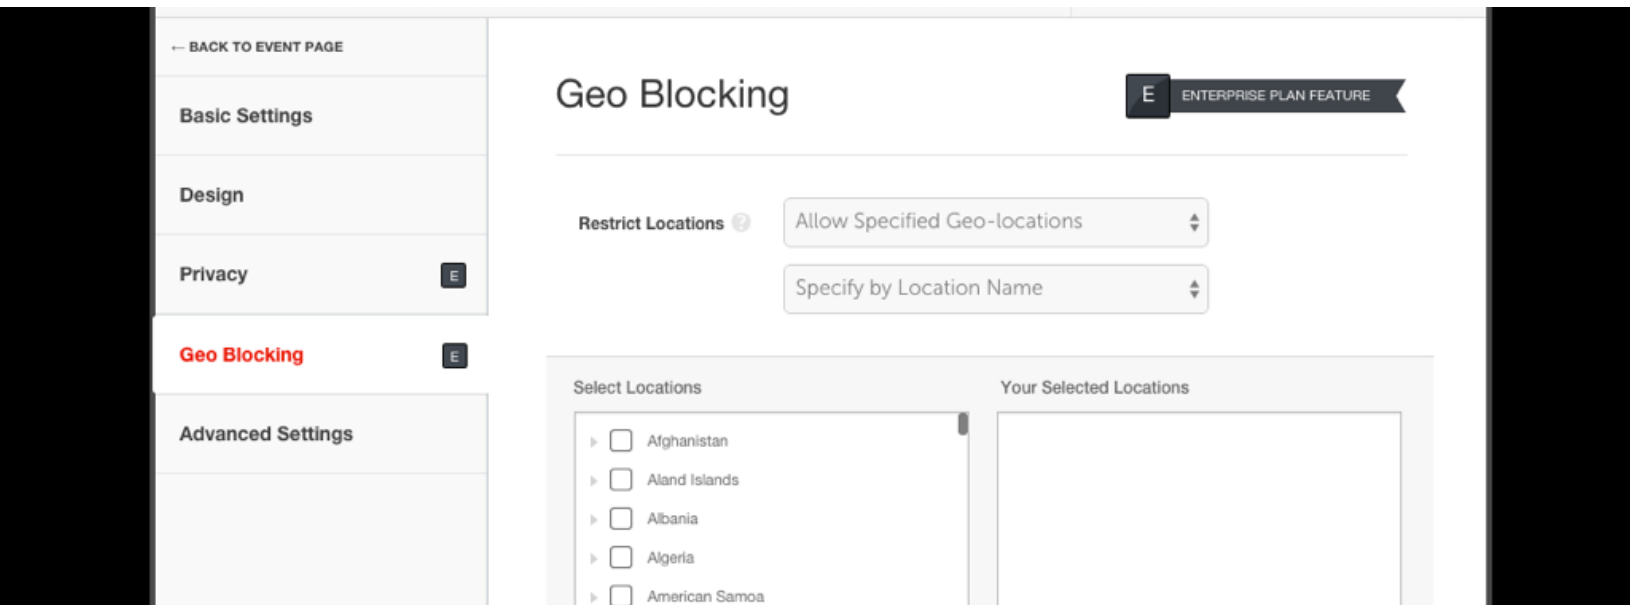 ← BACK TO EVENT PAGE
Basic Settings
Design
Privacy E
Geo Blocking E
Advanced Settings
Geo Blocking
E ENTERPRISE PLAN FEATURE
Restrict Locations ? Allow Specified Geo-locations
Specify by Location Name
Select Locations
Afghanistan
Aland Islands
Albania
Algeria
American Samoa
Your Selected Locations